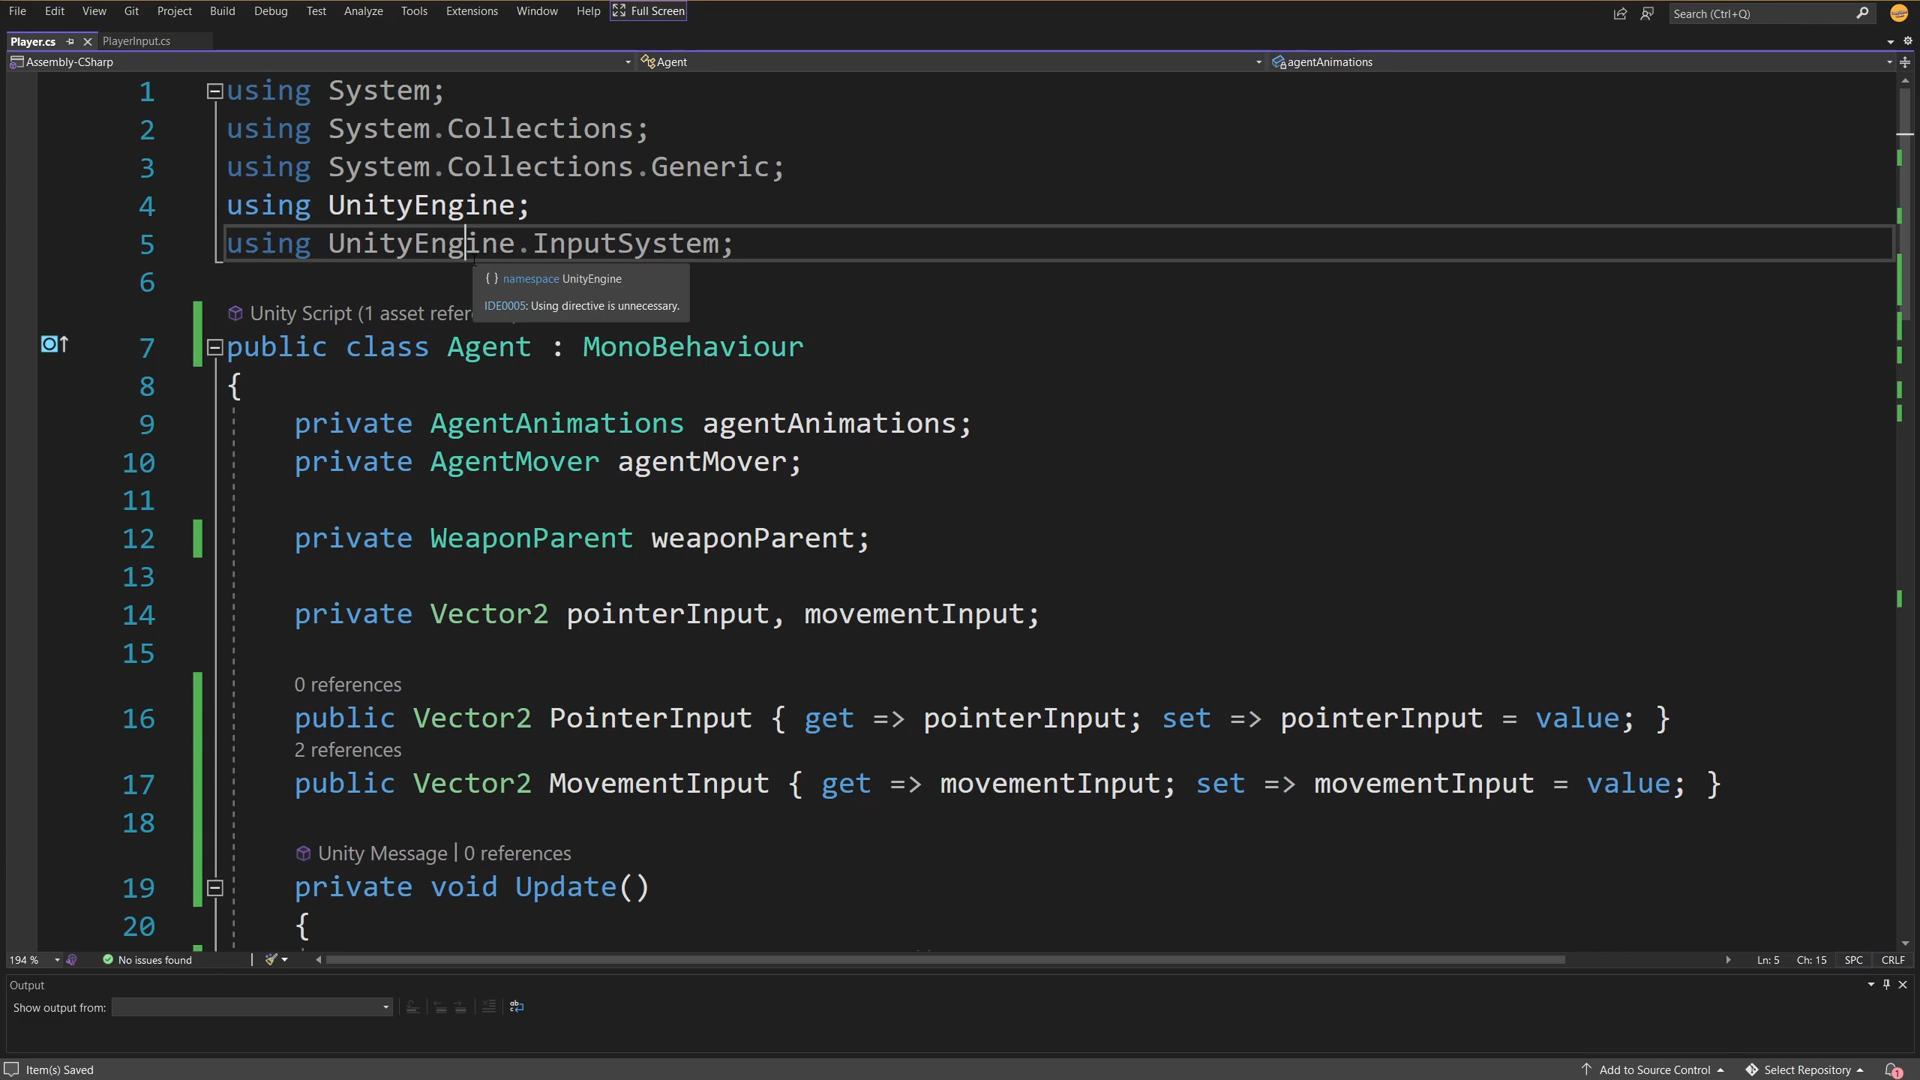 File Edit View Git Project Build Debug Test Analyze Tools Extensions Window Help Full Screen Search (Ctrl+Q)
Player.cs PlayerInput.cs
Assembly-CSharp Agent agentAnimations
1 using System;
2 using System.Collections;
3 using System.Collections.Generic;
4 using UnityEngine;
5 using UnityEngine.InputSystem;
{ } namespace UnityEngine
6
IDE0005: Using directive is unnecessary.
Unity Script (1 asset refer
7 public class Agent : MonoBehaviour
8 {
9 private AgentAnimations agentAnimations;
10 private AgentMover agentMover;
11
12 private WeaponParent weaponParent;
13
14 private Vector2 pointerInput, movementInput;
15
0 references
16 public Vector2 PointerInput { get => pointerInput; set => pointerInput = value; }
2 references
17 public Vector2 MovementInput { get => movementInput; set => movementInput = value; }
18
Unity Message | 0 references
19 private void Update()
20 {
194 % No issues found Ln: 5 Ch: 15 SPC CRLF
Output
Show output from:
Item(s) Saved Add to Source Control Select Repository 1